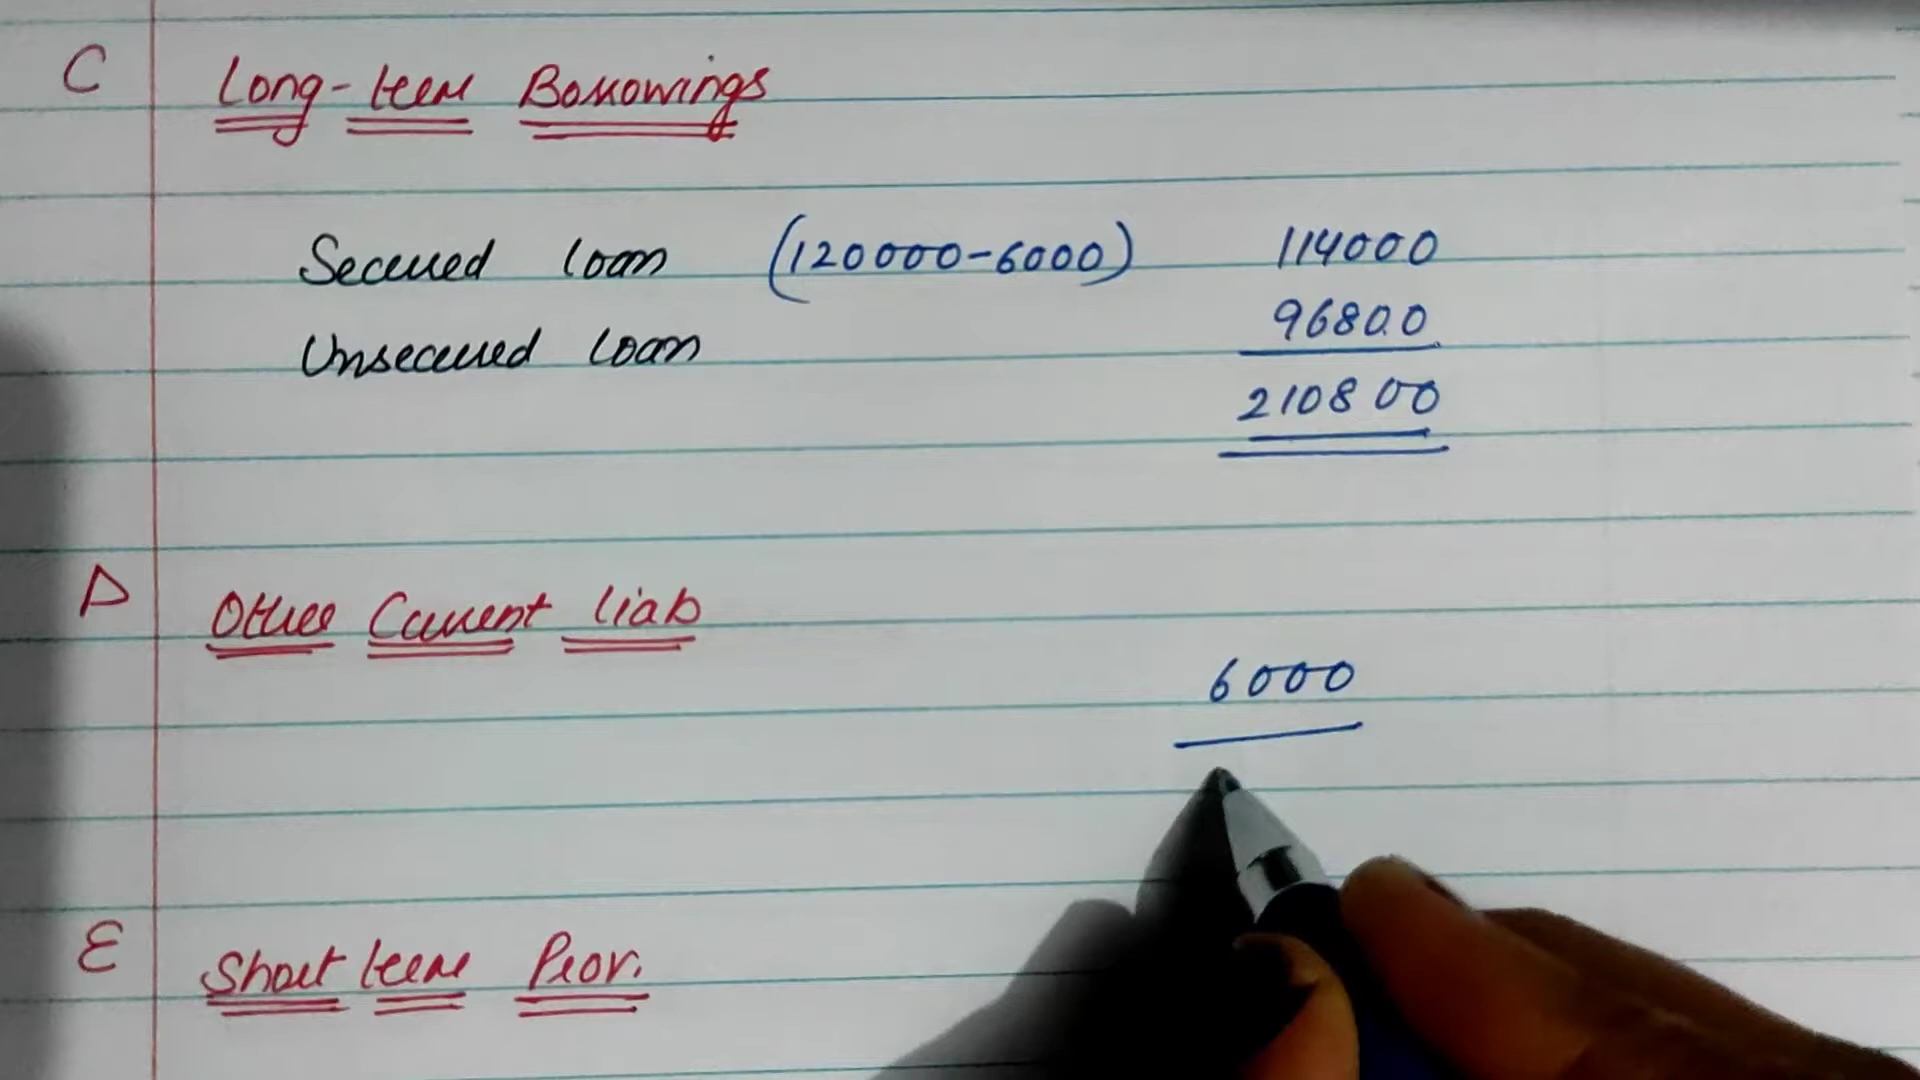 C Long-term Borrowings
Secured loan (120000-6000) 114000
Unsecured loan 96800
210800
D Other Current liab
6000
E Short term Prov.